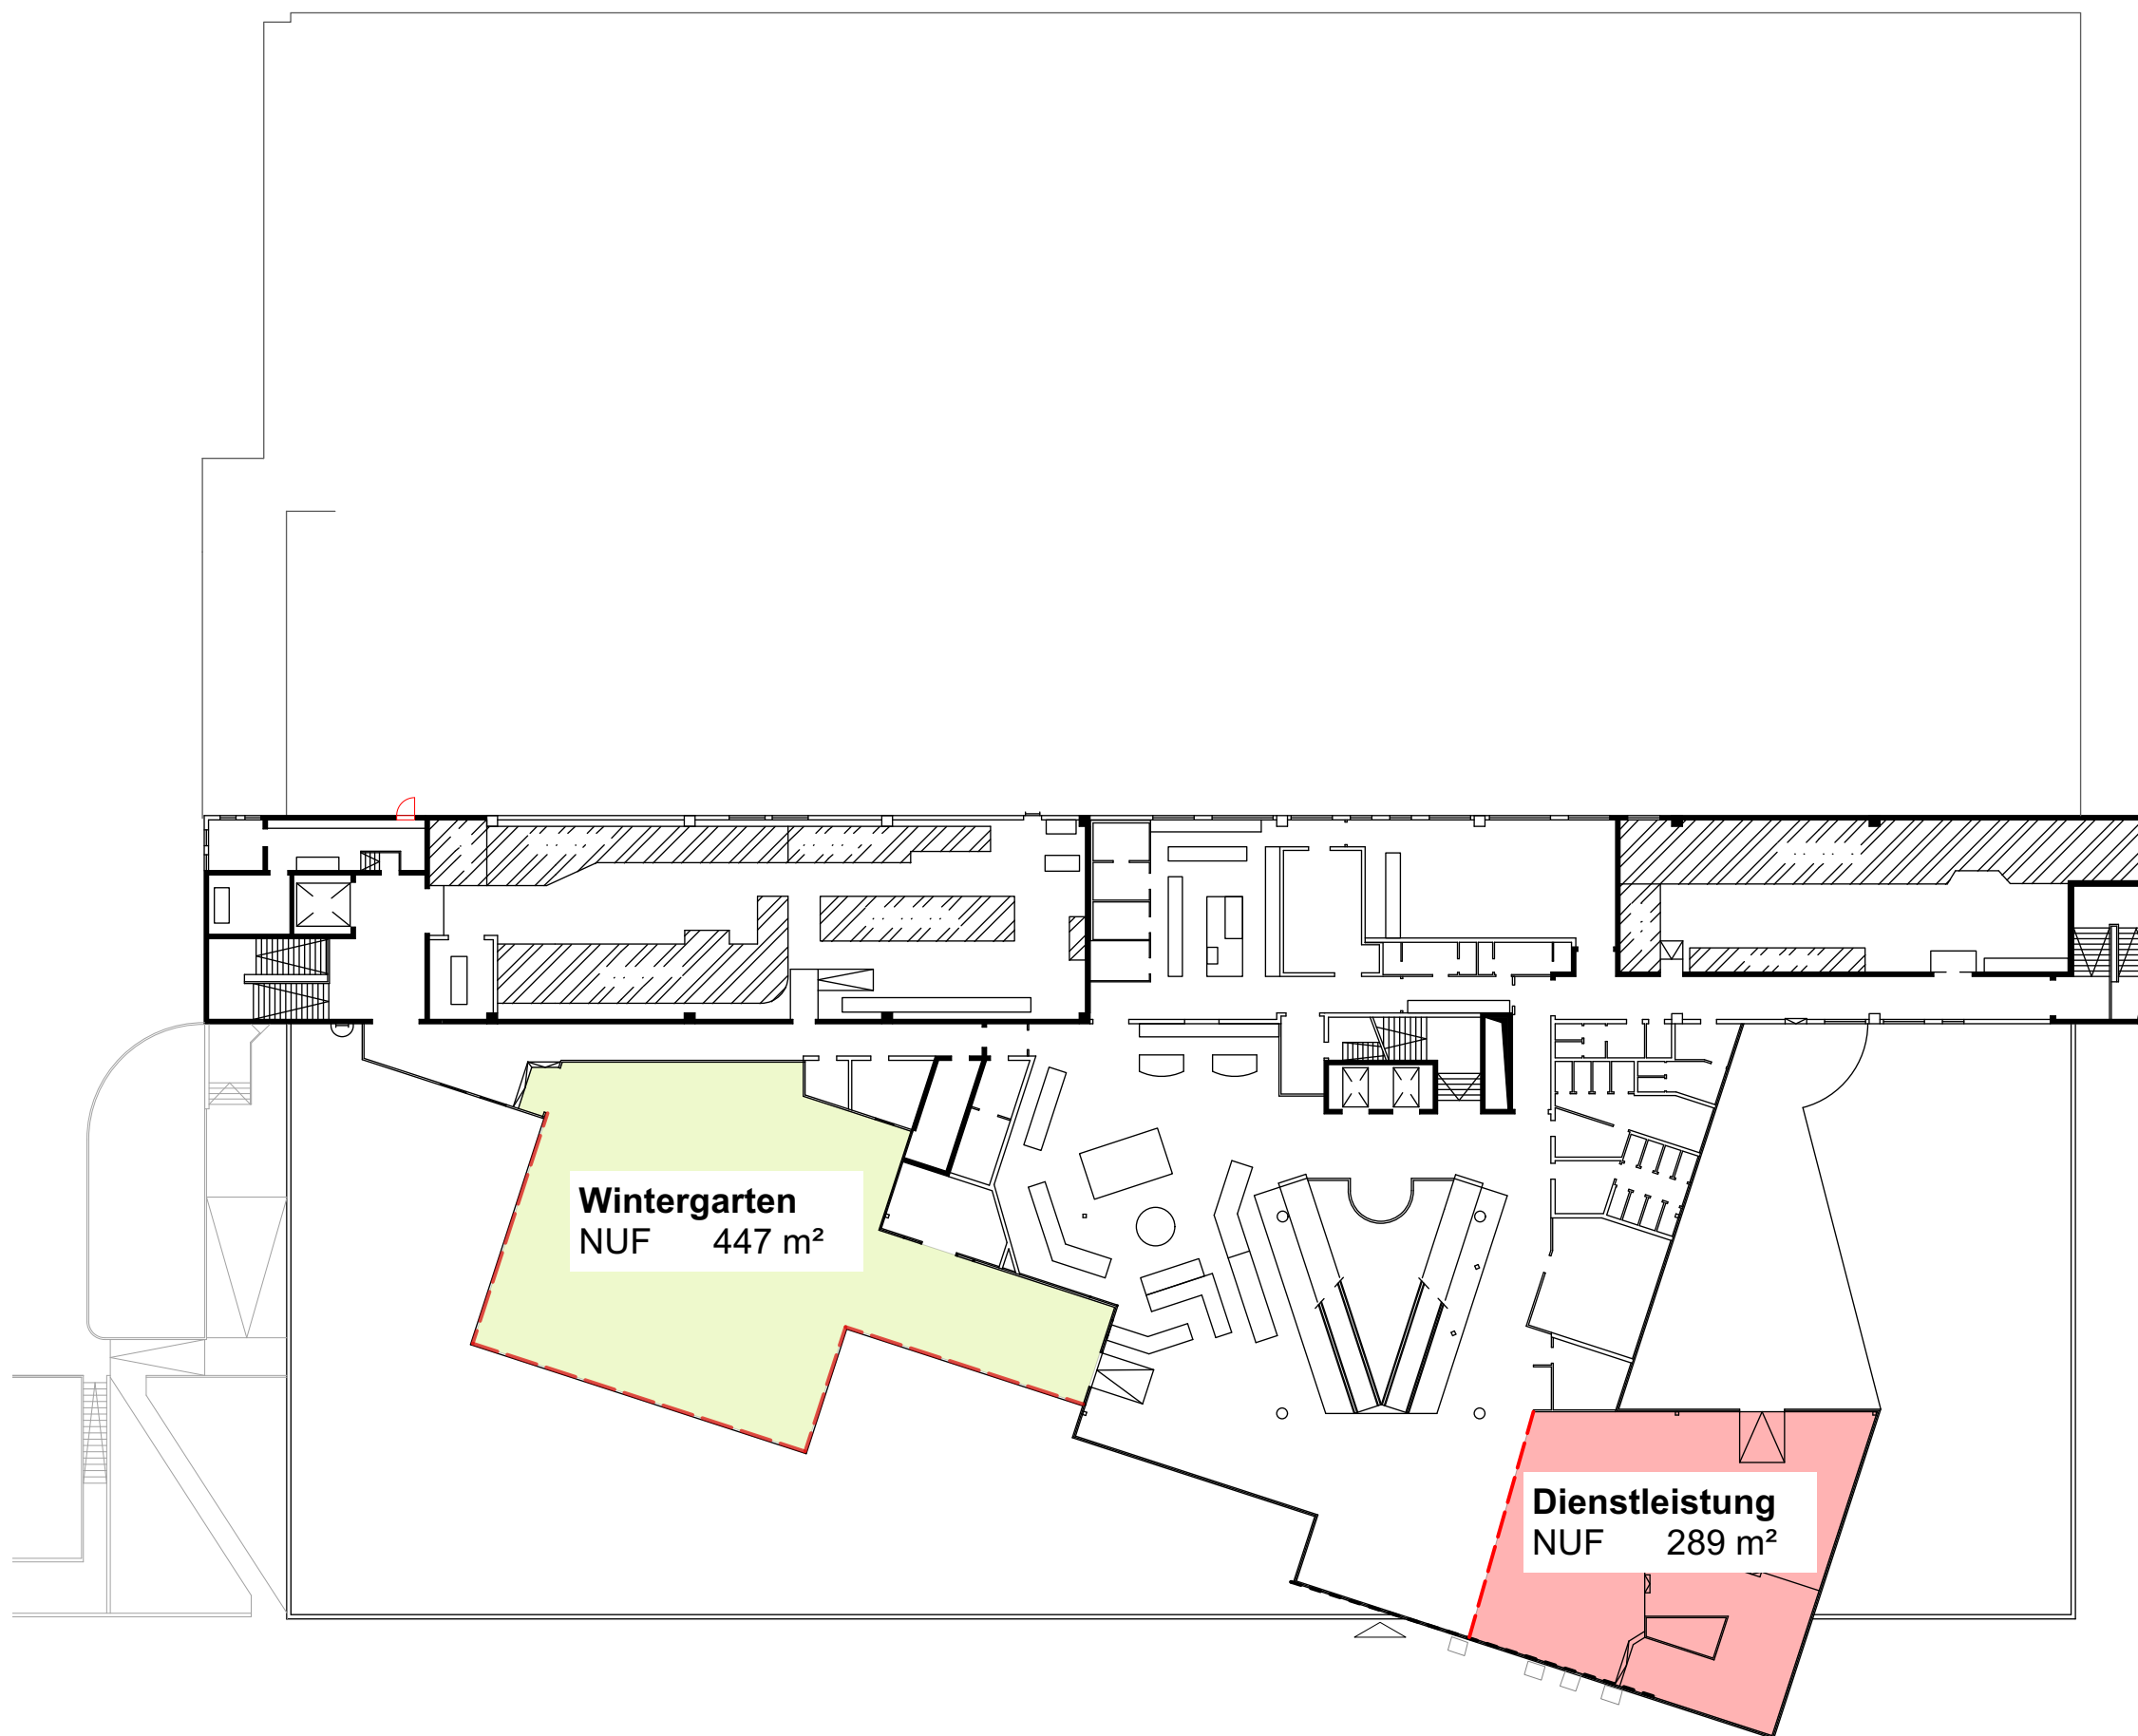 Wintergarten
NUF 447 m²
Dienstleistung
NUF 289 m²